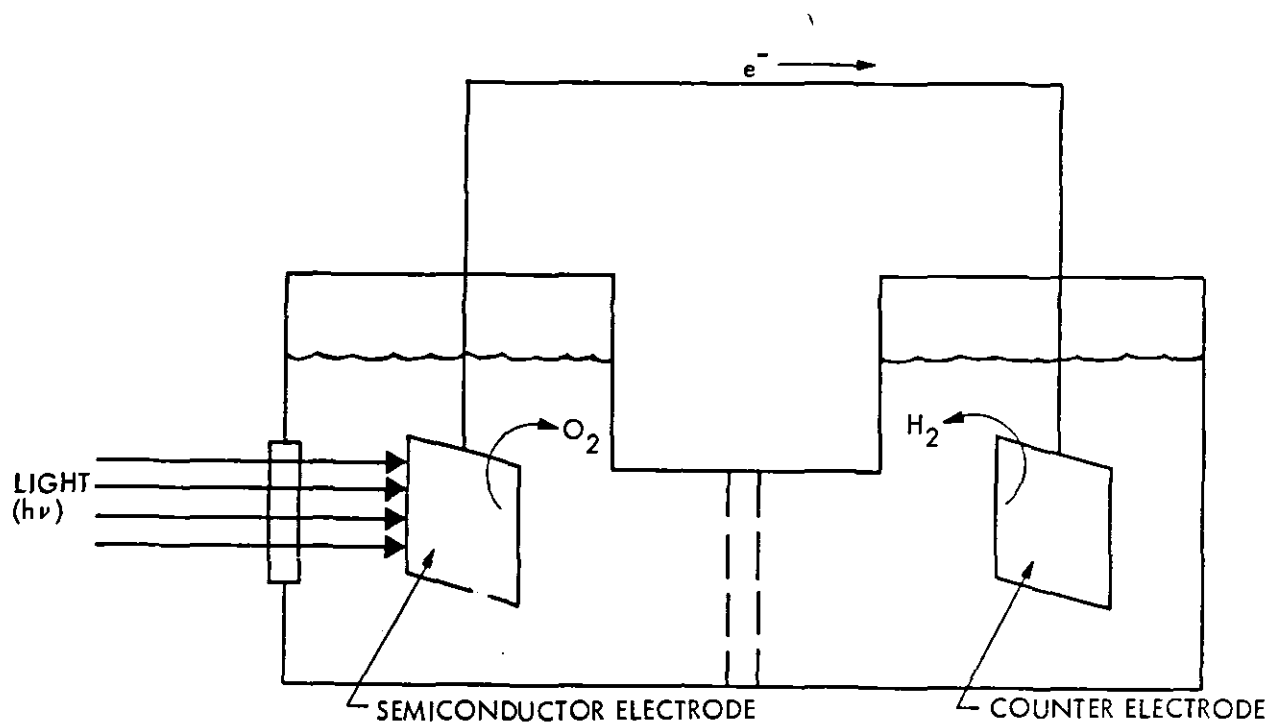 e⁻
O₂
H₂
LIGHT
(hν)
SEMICONDUCTOR ELECTRODE
COUNTER ELECTRODE